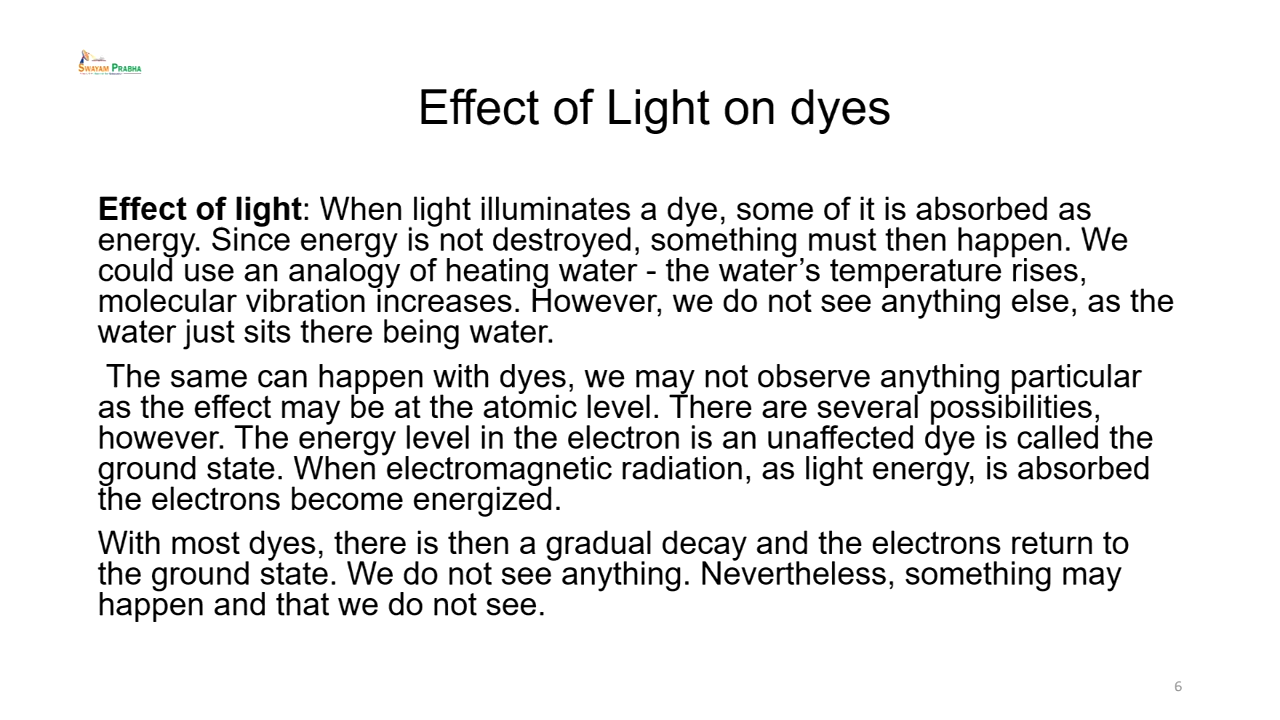 SWAYAM PRABHA
Effect of Light on dyes
Effect of light: When light illuminates a dye, some of it is absorbed as
energy. Since energy is not destroyed, something must then happen. We
could use an analogy of heating water - the water’s temperature rises,
molecular vibration increases. However, we do not see anything else, as the
water just sits there being water.
The same can happen with dyes, we may not observe anything particular
as the effect may be at the atomic level. There are several possibilities,
however. The energy level in the electron is an unaffected dye is called the
ground state. When electromagnetic radiation, as light energy, is absorbed
the electrons become energized.
With most dyes, there is then a gradual decay and the electrons return to
the ground state. We do not see anything. Nevertheless, something may
happen and that we do not see.
6